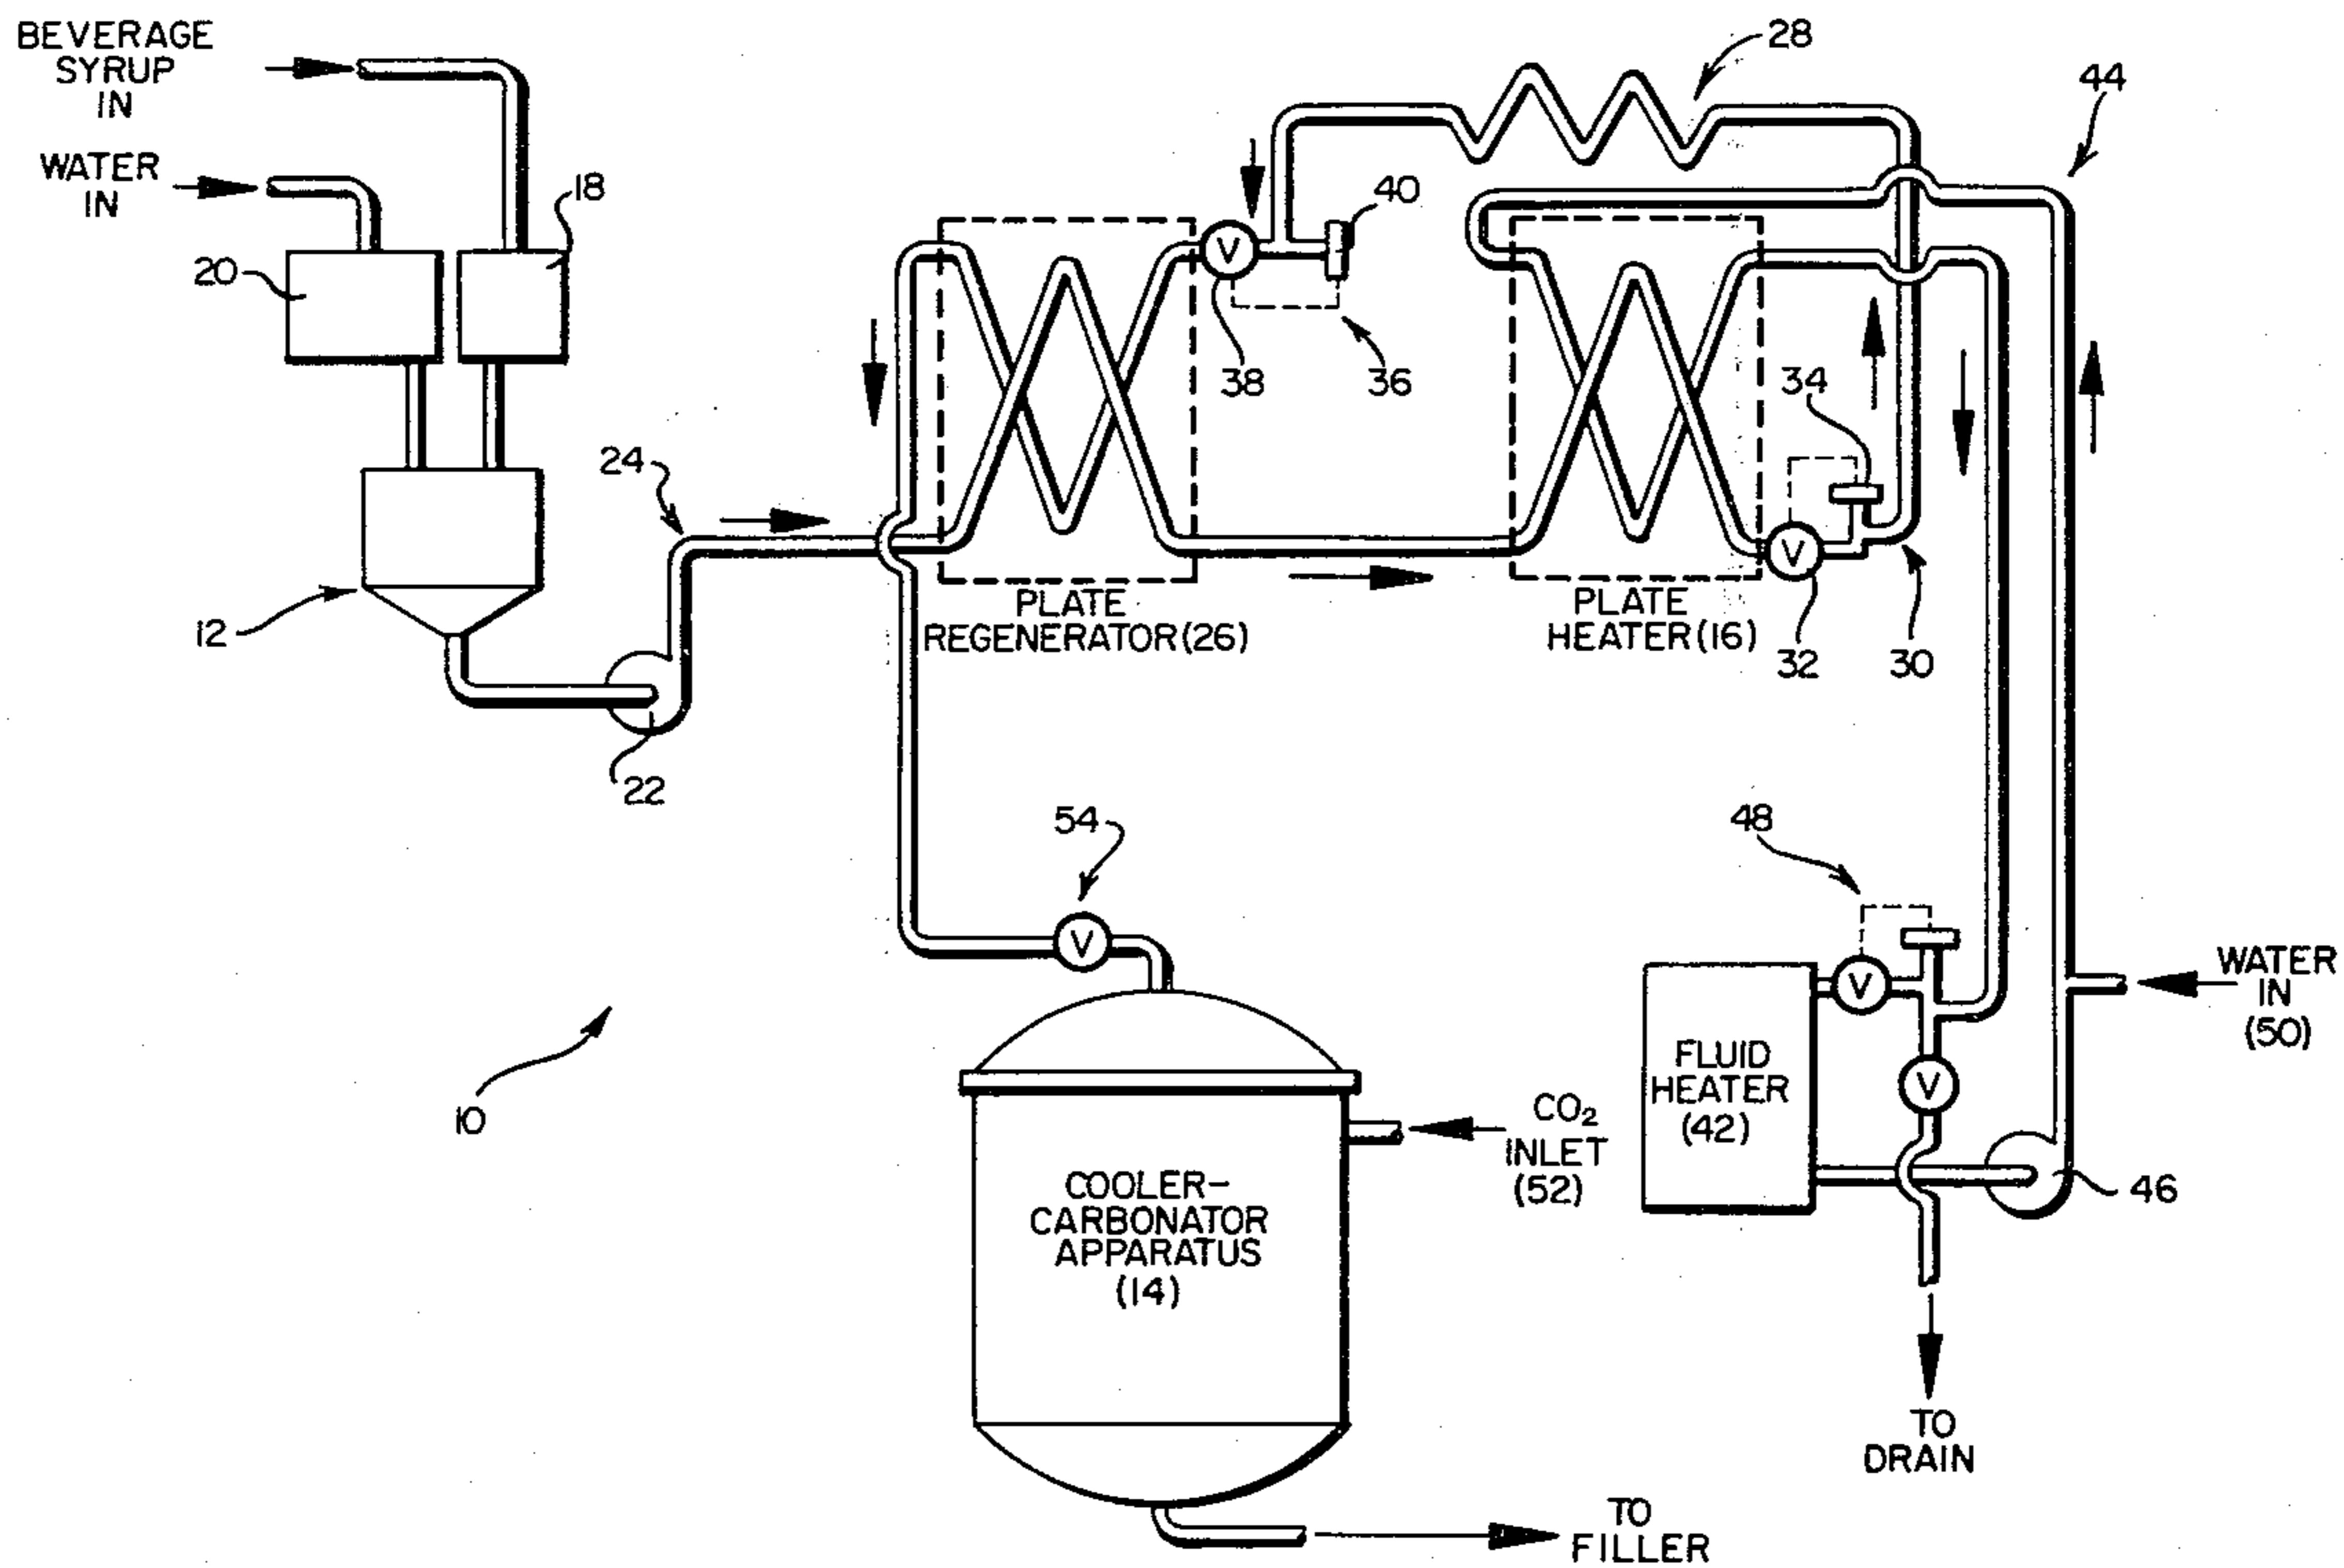 BEVERAGE
SYRUP
IN
WATER
IN
18
20
12
24
22
PLATE
REGENERATOR(26)
28
44
40
V
38
36
34
V
PLATE
HEATER(16)
32
30
54
V
48
V
WATER
IN
(50)
FLUID
HEATER
(42)
V
46
10
CO2
INLET
(52)
COOLER-
CARBONATOR
APPARATUS
(14)
TO
DRAIN
TO
FILLER